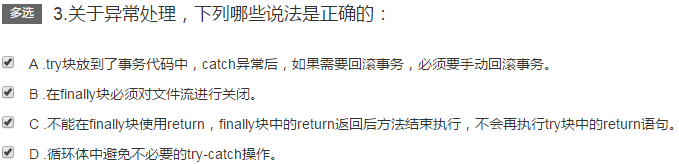 多选 3.关于异常处理，下列哪些说法是正确的：
A .try块放到了事务代码中，catch异常后，如果需要回滚事务，必须要手动回滚事务。
B .在finally块必须对文件流进行关闭。
C .不能在finally块使用return，finally块中的return返回后方法结束执行，不会再执行try块中的return语句。
D .循环体中避免不必要的try-catch操作。